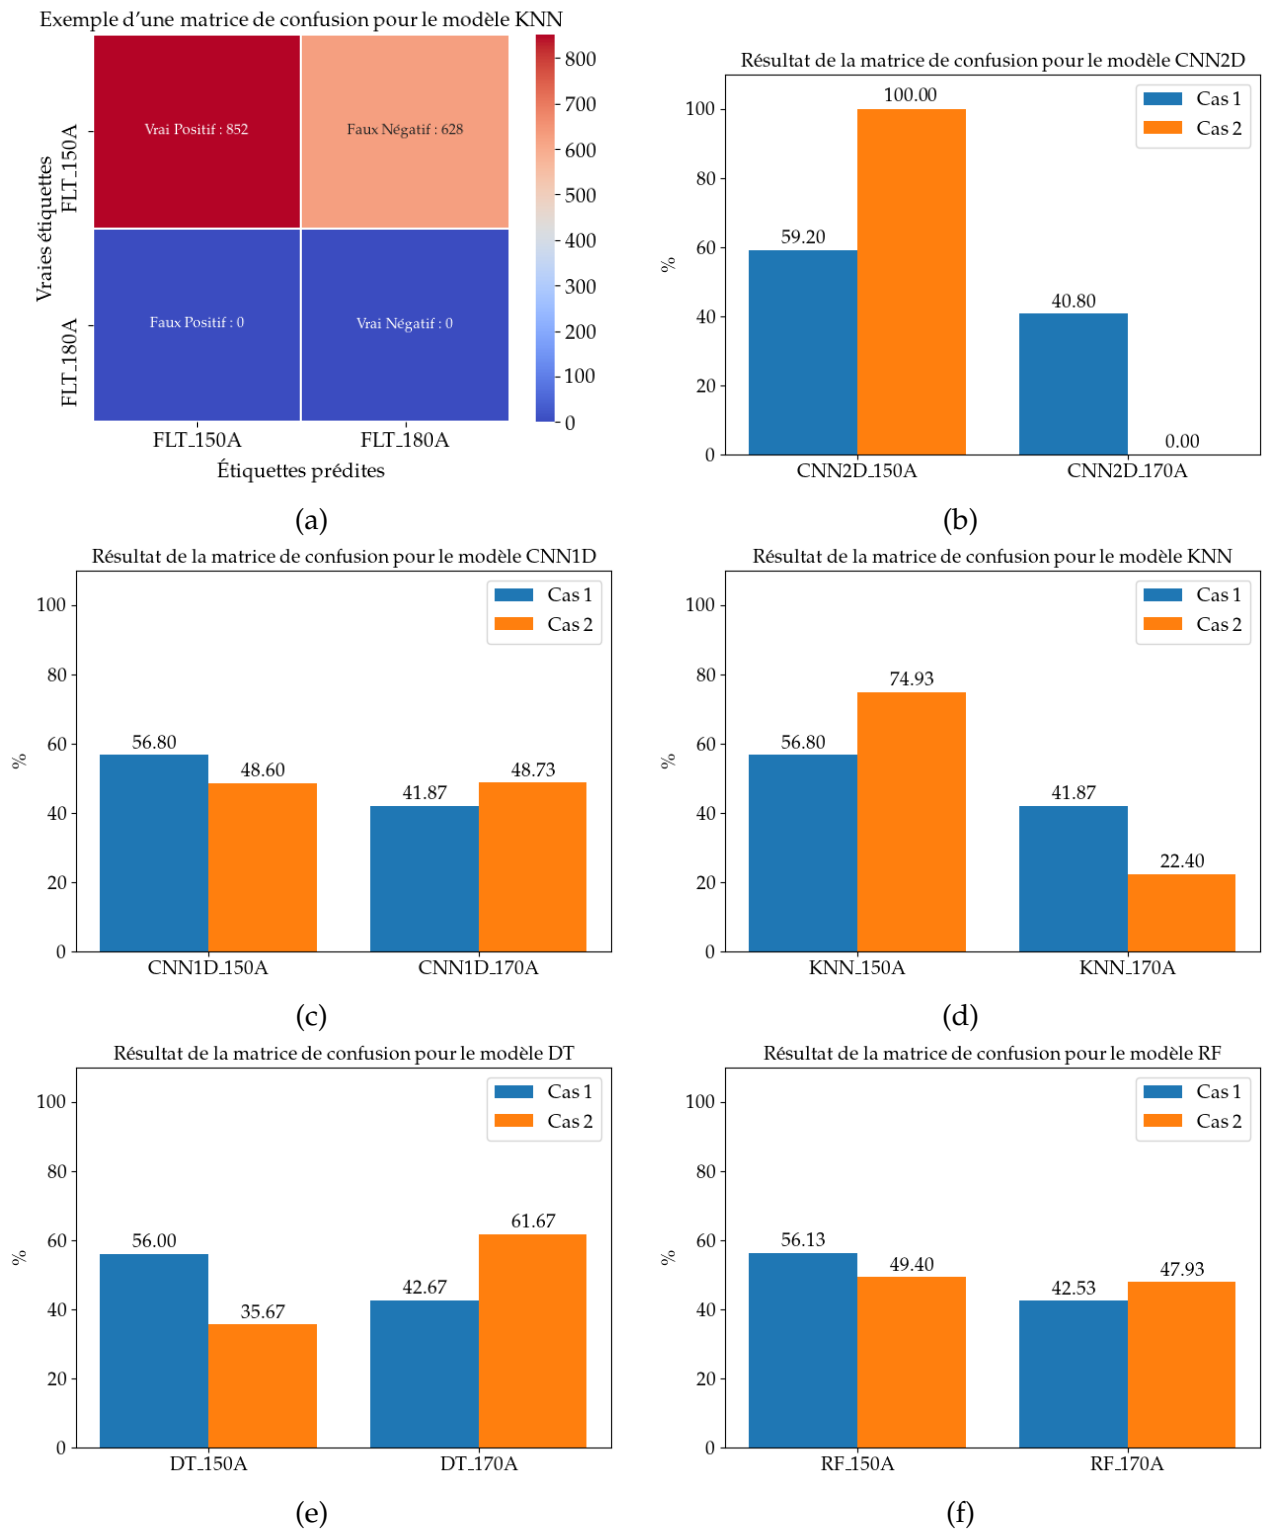 Exemple d'une matrice de confusion pour le modèle KNN
Vraies étiquettes
FLT_150A
FLT_180A
Vrai Positif : 852
Faux Négatif : 628
Faux Positif : 0
Vrai Négatif : 0
FLT_150A
FLT_180A
Étiquettes prédites
800
700
600
500
400
300
200
100
0
(a)
Résultat de la matrice de confusion pour le modèle CNN2D
Cas 1
Cas 2
%
100
80
60
40
20
0
59.20
100.00
40.80
0.00
CNN2D_150A
CNN2D_170A
(b)
Résultat de la matrice de confusion pour le modèle CNN1D
Cas 1
Cas 2
%
100
80
60
40
20
0
56.80
48.60
41.87
48.73
CNN1D_150A
CNN1D_170A
(c)
Résultat de la matrice de confusion pour le modèle KNN
Cas 1
Cas 2
%
100
80
60
40
20
0
56.80
74.93
41.87
22.40
KNN_150A
KNN_170A
(d)
Résultat de la matrice de confusion pour le modèle DT
Cas 1
Cas 2
%
100
80
60
40
20
0
56.00
35.67
42.67
61.67
DT_150A
DT_170A
(e)
Résultat de la matrice de confusion pour le modèle RF
Cas 1
Cas 2
%
100
80
60
40
20
0
56.13
49.40
42.53
47.93
RF_150A
RF_170A
(f)